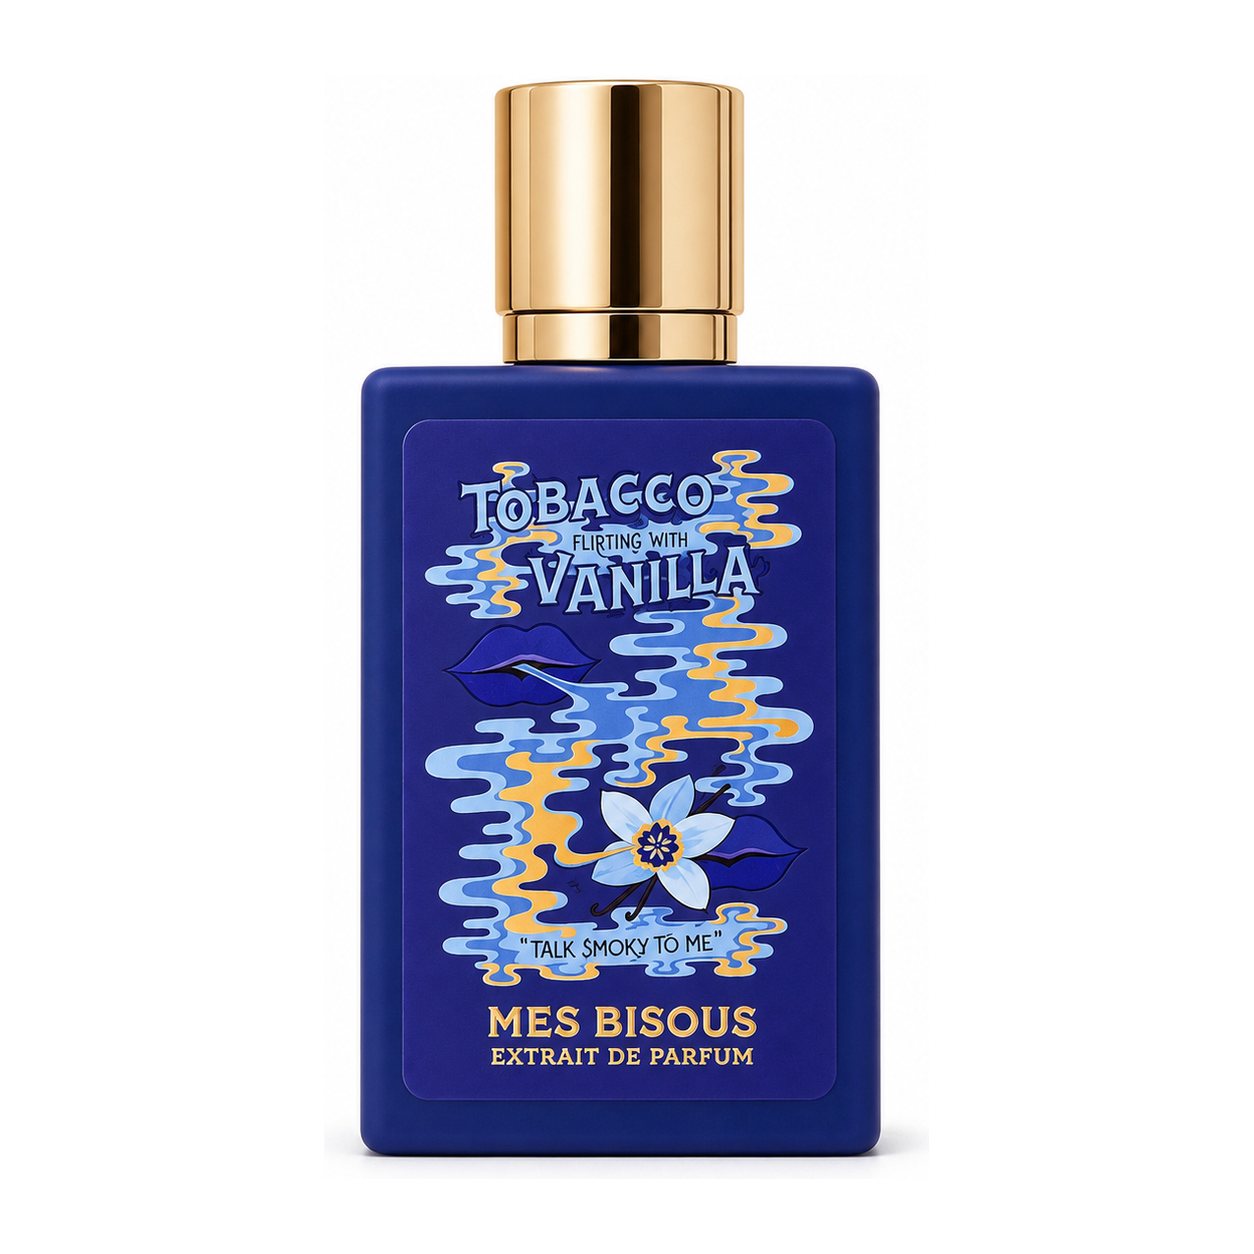 TOBACCO
FLIRTING WITH
VANILLA
"TALK SMOKY TO ME"
MES BISOUS
EXTRAIT DE PARFUM